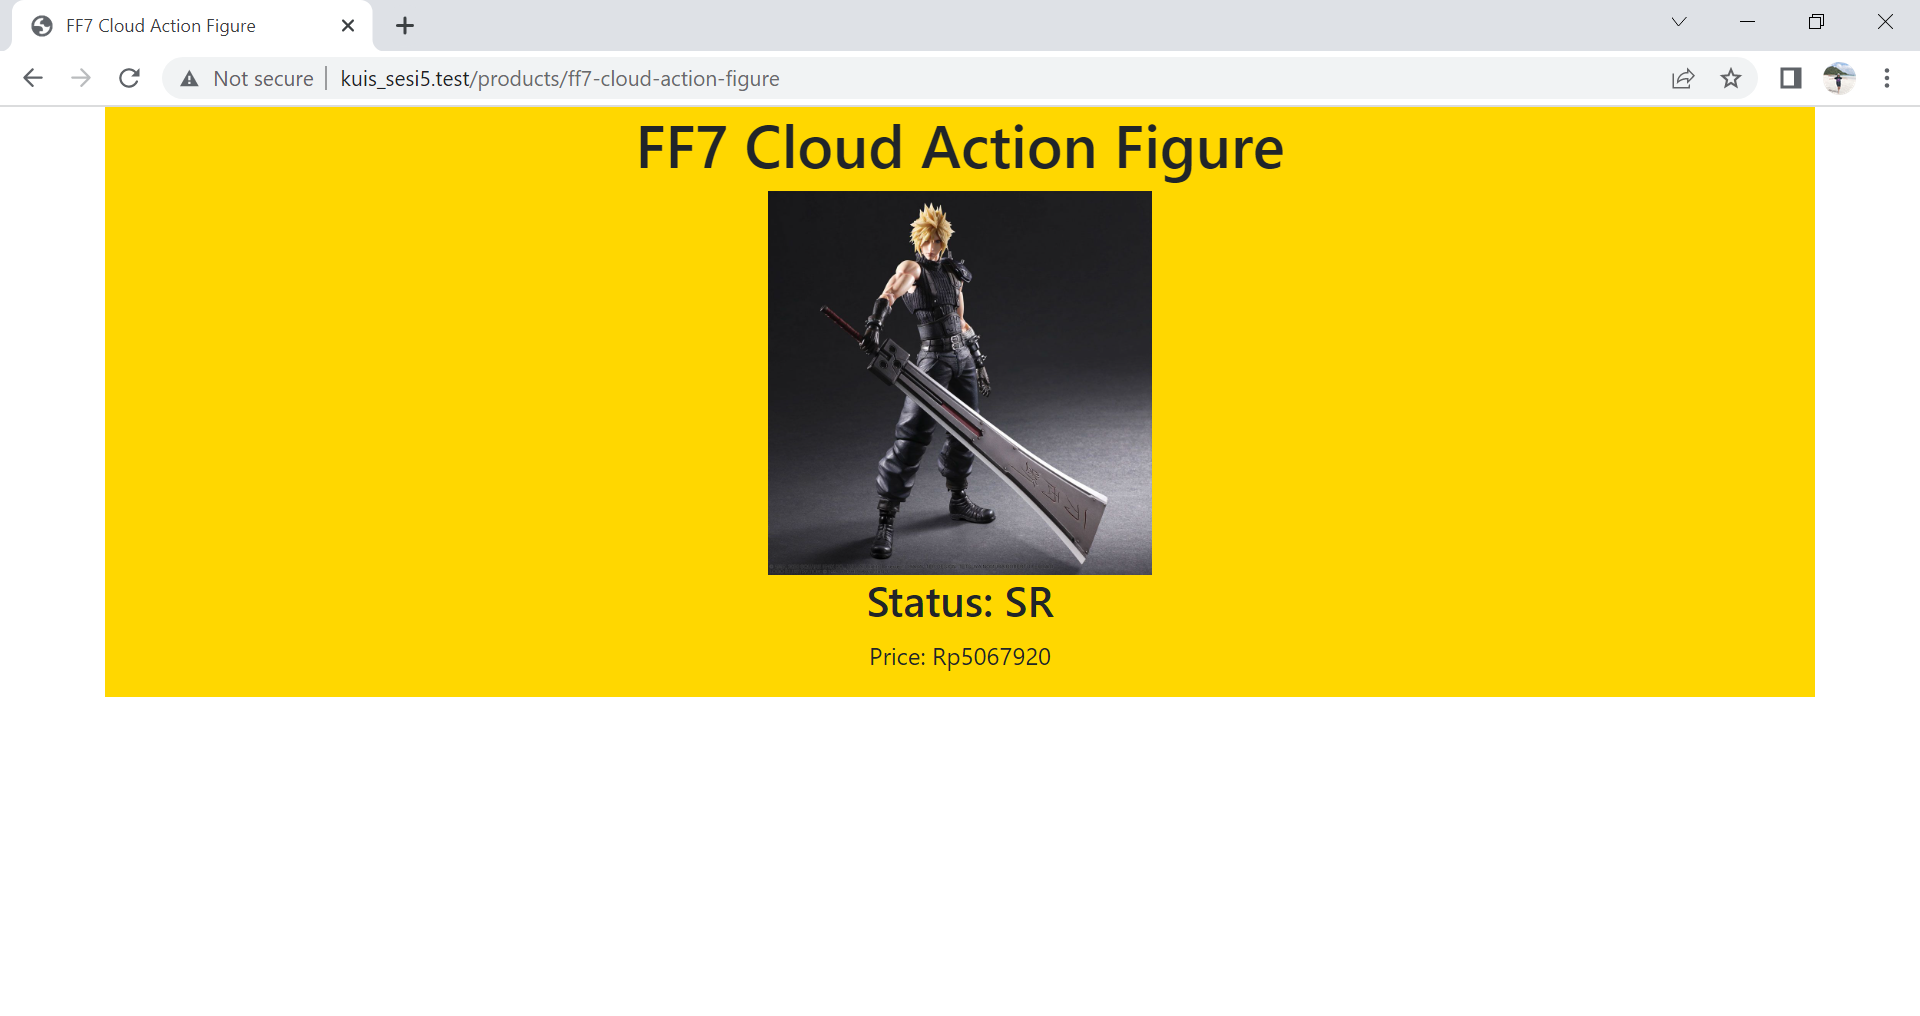 FF7 Cloud Action Figure
Not secure
kuis_sesi5.test/products/ff7-cloud-action-figure
FF7 Cloud Action Figure
Status: SR
Price: Rp5067920